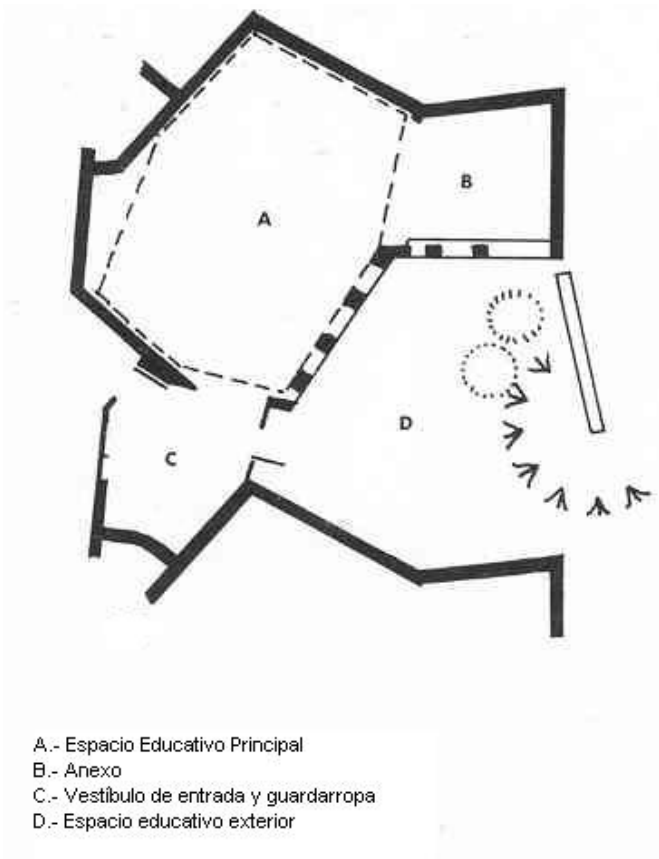 A
B
D
C
A.- Espacio Educativo Principal
B.- Anexo
C.- Vestíbulo de entrada y guardarropa
D.- Espacio educativo exterior